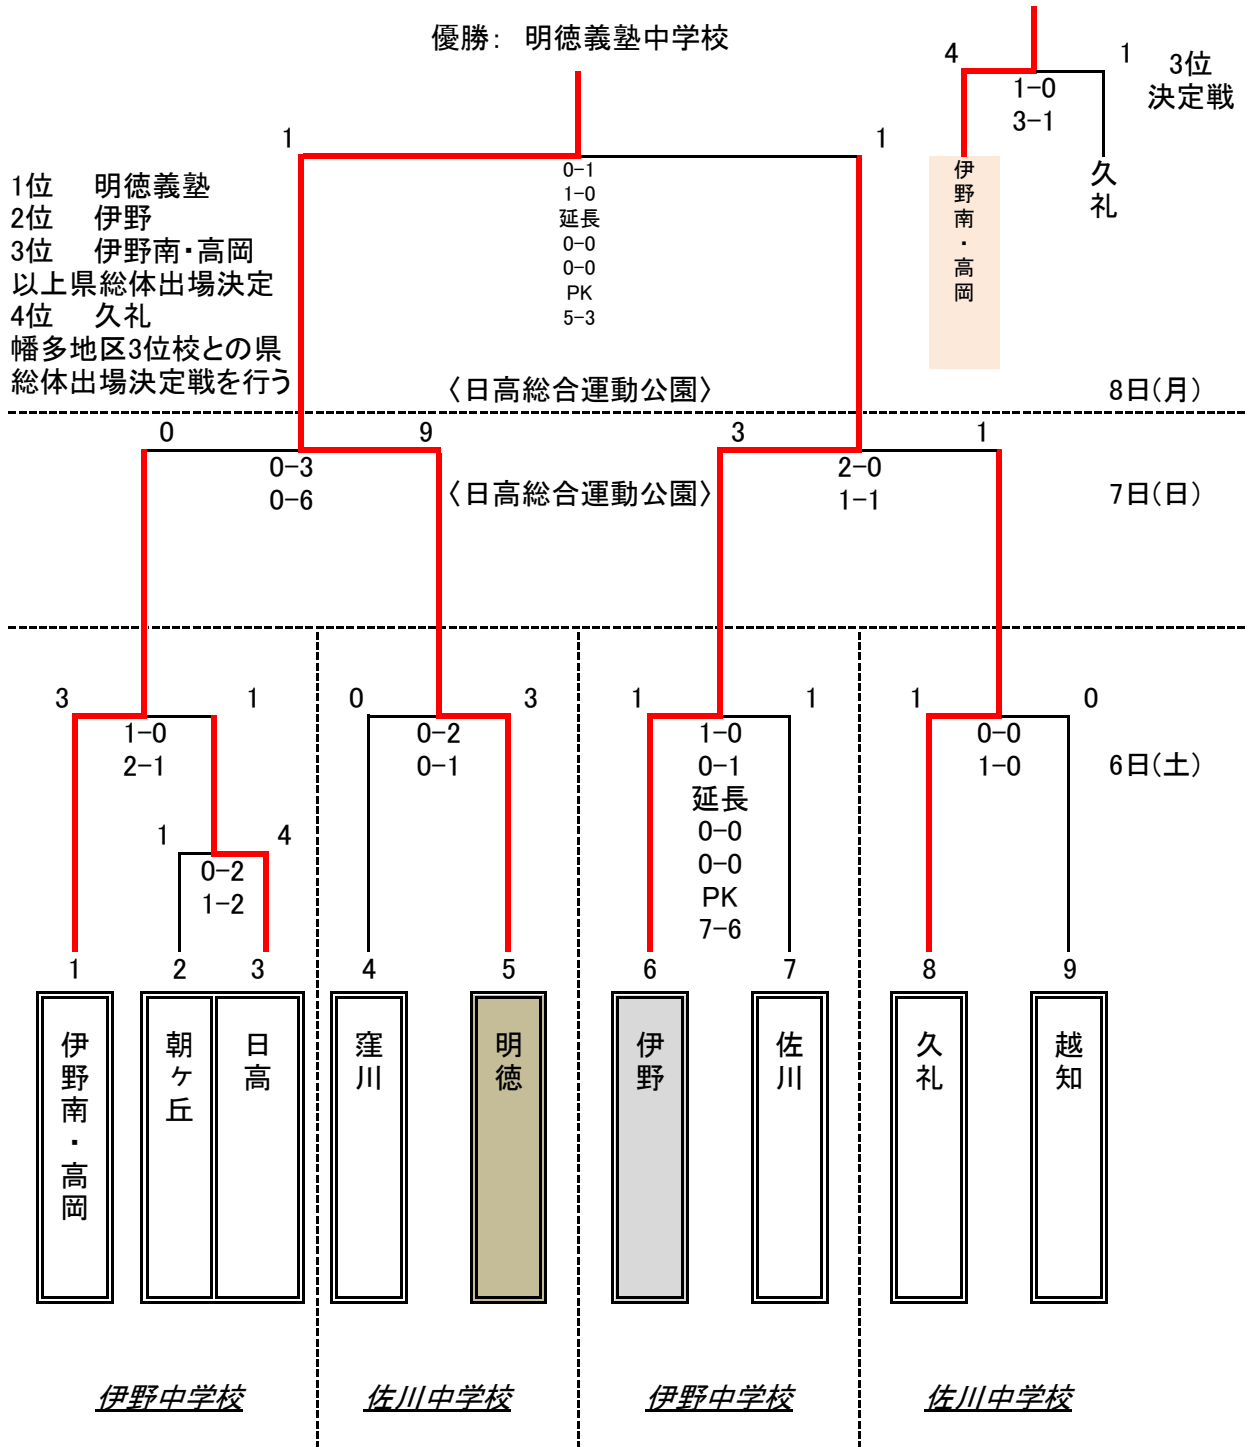 優勝： 明徳義塾中学校
4
1
3位
決定戦
1-0
3-1
伊野南・高岡
久礼
1
1
0-1
1-0
延長
0-0
0-0
PK
5-3
1位 明徳義塾
2位 伊野
3位 伊野南・高岡
以上県総体出場決定
4位 久礼
幡多地区3位校との県
総体出場決定戦を行う
〈日高総合運動公園〉
8日(月)
0
9
3
1
0-3
0-6
〈日高総合運動公園〉
2-0
1-1
7日(日)
3
1
0
3
1
1
1
0
1-0
2-1
0-2
0-1
1-0
0-1
延長
0-0
0-0
PK
7-6
0-0
1-0
6日(土)
1
4
0-2
1-2
1
2
3
4
5
6
7
8
9
伊野南・高岡
朝ケ丘
日高
窪川
明徳
伊野
佐川
久礼
越知
伊野中学校
佐川中学校
伊野中学校
佐川中学校